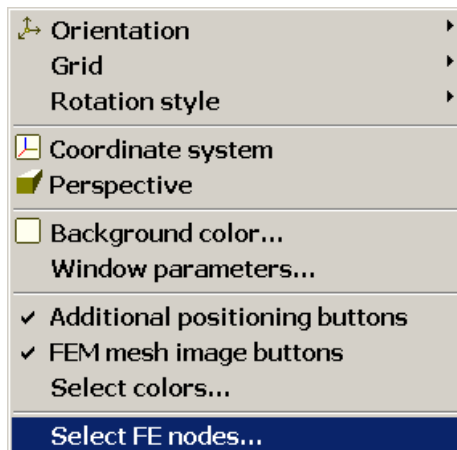 Orientation
Grid
Rotation style
Coordinate system
Perspective
Background color...
Window parameters...
Additional positioning buttons
FEM mesh image buttons
Select colors...
Select FE nodes...